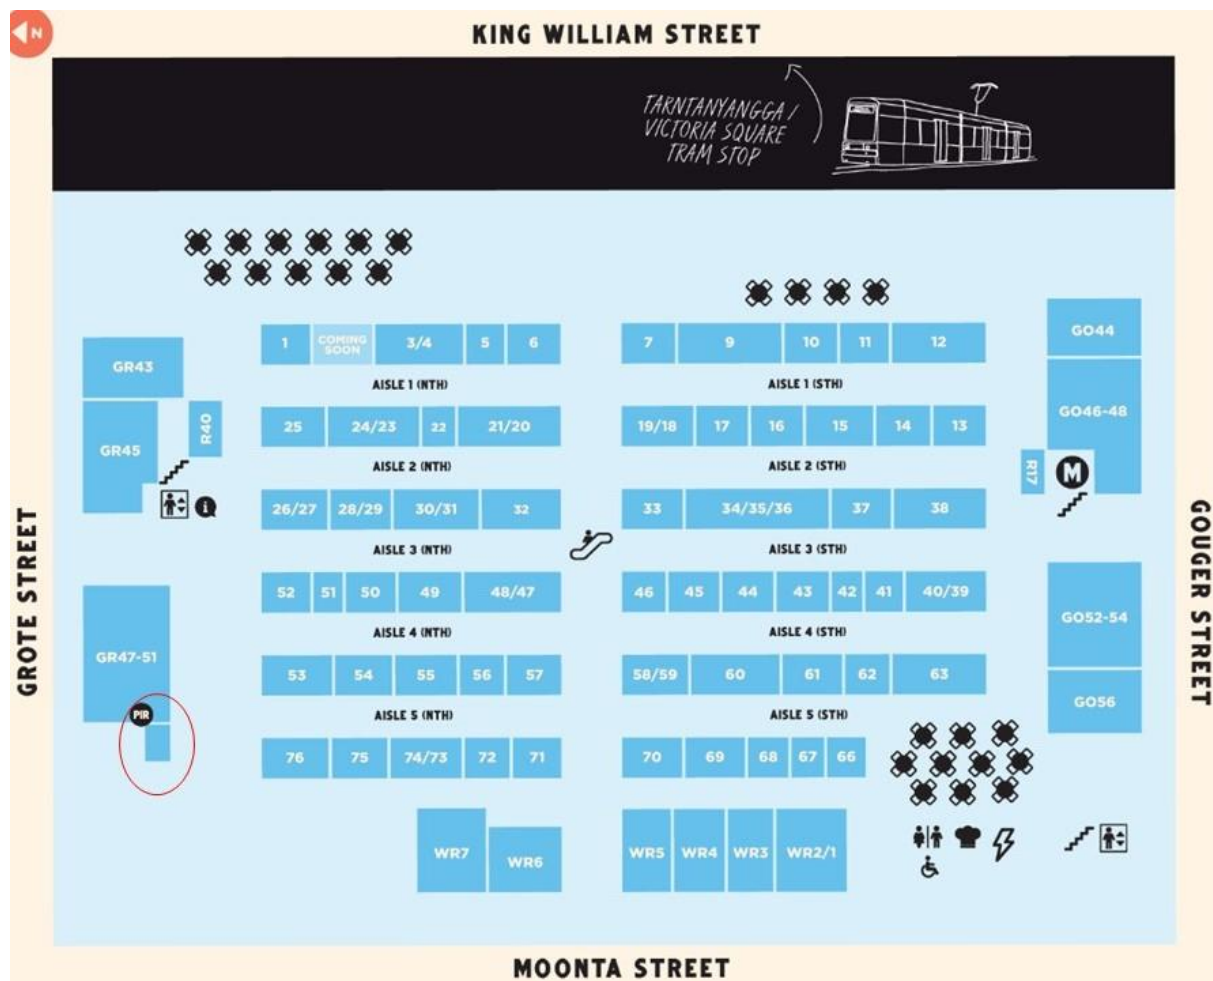 N
KING WILLIAM STREET
TARNTANYANGGA /
VICTORIA SQUARE
TRAM STOP
GROTE STREET
GOUGER STREET
1 COMING SOON 3/4 5 6
7 9 10 11 12
GO44
GR43
AISLE 1 (NTH)
AISLE 1 (STH)
R40
GO46-48
25 24/23 22 21/20
19/18 17 16 15 14 13
GR45
AISLE 2 (NTH)
AISLE 2 (STH)
R17
M
i
26/27 28/29 30/31 32
33 34/35/36 37 38
AISLE 3 (NTH)
AISLE 3 (STH)
52 51 50 49 48/47
46 45 44 43 42 41 40/39
GO52-54
AISLE 4 (NTH)
AISLE 4 (STH)
GR47-51
53 54 55 56 57
58/59 60 61 62 63
GO56
PIR
AISLE 5 (NTH)
AISLE 5 (STH)
76 75 74/73 72 71
70 69 68 67 66
WR7 WR6
WR5 WR4 WR3 WR2/1
MOONTA STREET